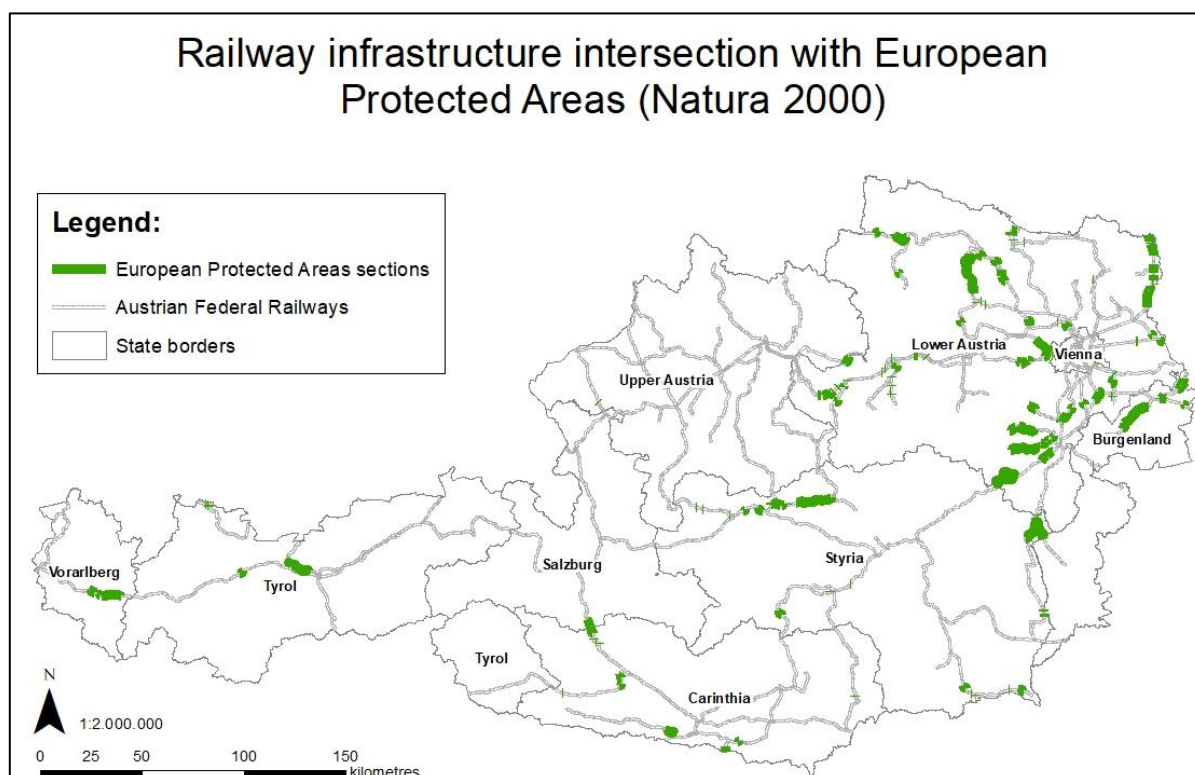 Railway infrastructure intersection with European
Protected Areas (Natura 2000)
Legend:
European Protected Areas sections
Austrian Federal Railways
State borders
Lower Austria
Vienna
Upper Austria
Burgenland
Vorarlberg
Tyrol
Salzburg
Styria
Tyrol
Carinthia
N
1:2.000.000
0 25 50 100 150
kilometres